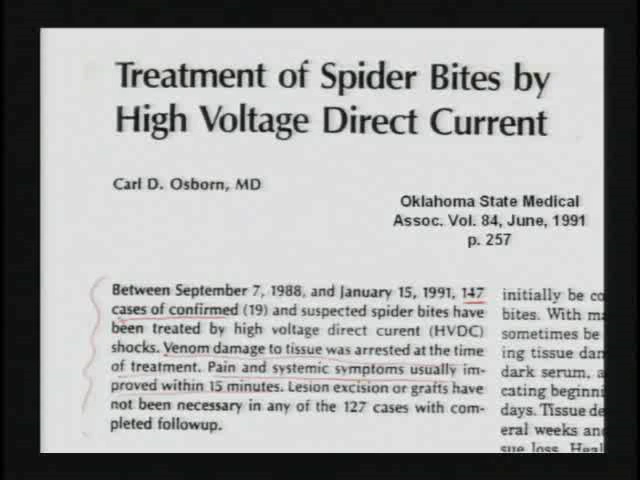 Treatment of Spider Bites by
High Voltage Direct Current
Carl D. Osborn, MD
Oklahoma State Medical
Assoc. Vol. 84, June, 1991
p. 257
Between September 7, 1988, and January 15, 1991, 147
cases of confirmed (19) and suspected spider bites have
been treated by high voltage direct curent (HVDC)
shocks. Venom damage to tissue was arrested at the time
of treatment. Pain and systemic symptoms usually im-
proved within 15 minutes. Lesion excision or grafts have
not been necessary in any of the 127 cases with com-
pleted followup.
initially be co
bites. With ma
sometimes be
ing tissue dan
dark serum, a
cating beginni
days. Tissue de
eral weeks and
sue loss. Heal